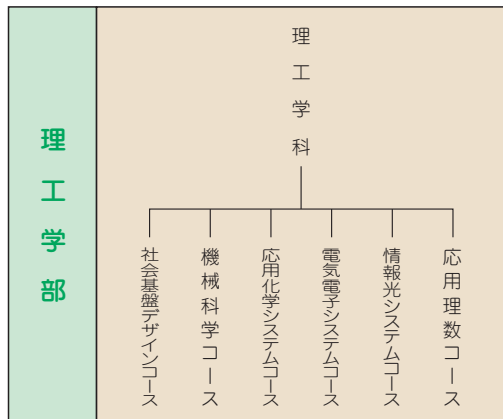 理工学部
理工学科
社会基盤デザインコース
機械科学コース
応用化学システムコース
電気電子システムコース
情報光システムコース
応用理数コース